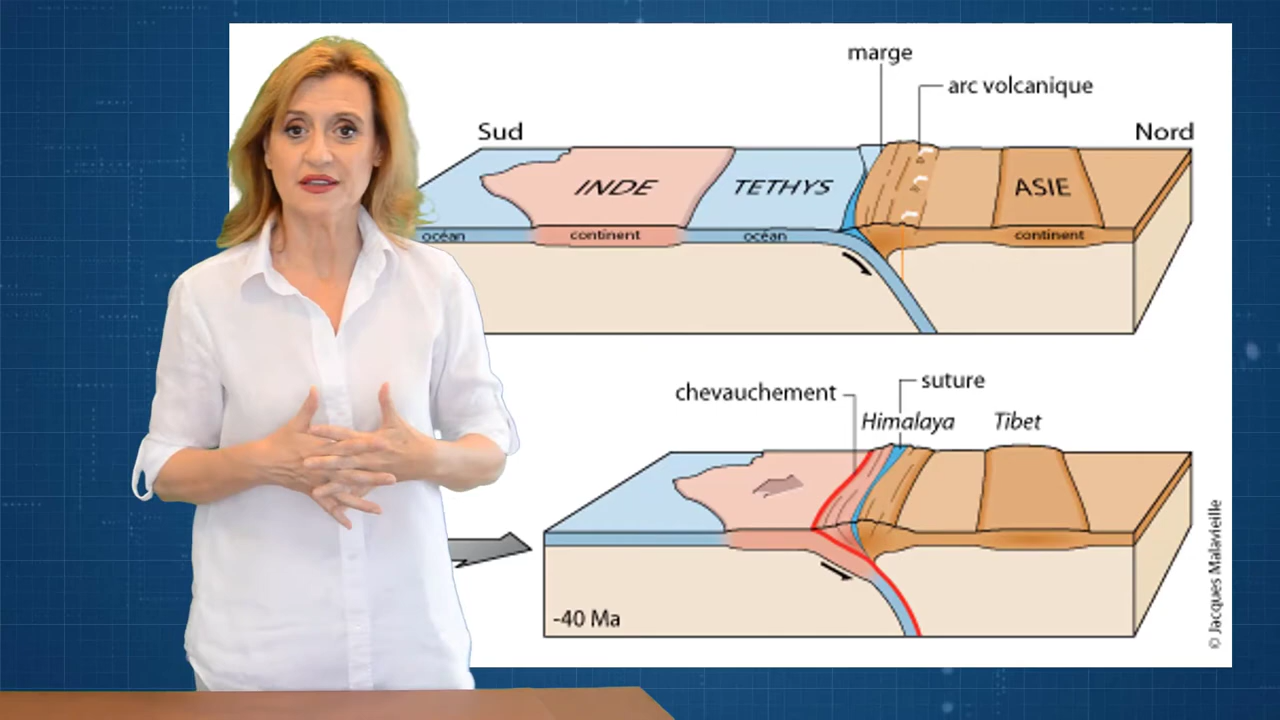 marge
arc volcanique
Sud
Nord
INDE
TETHYS
ASIE
océan
continent
océan
continent
chevauchement
suture
Himalaya
Tibet
-40 Ma
© Jacques Malavieille